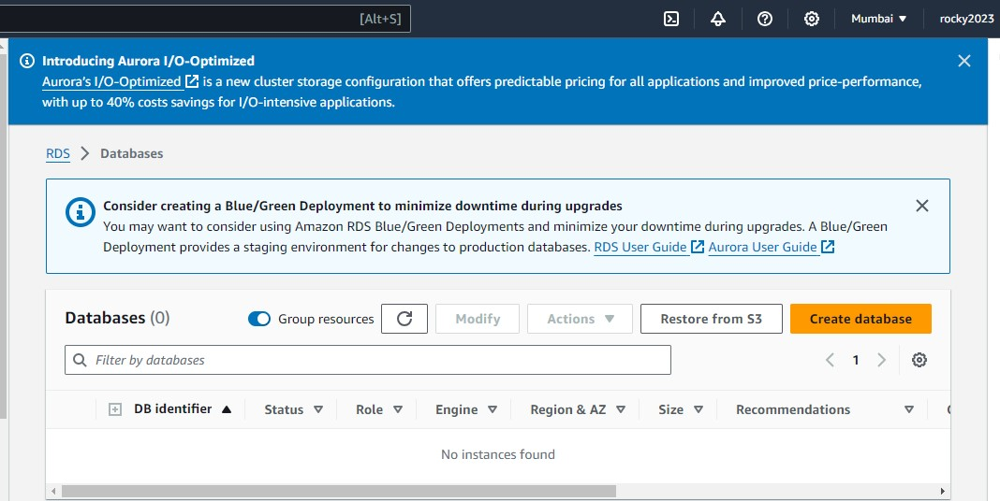 [Alt+S] Mumbai ▼ rocky2023
Introducing Aurora I/O-Optimized
Aurora's I/O-Optimized is a new cluster storage configuration that offers predictable pricing for all applications and improved price-performance,
with up to 40% costs savings for I/O-intensive applications.
RDS > Databases
Consider creating a Blue/Green Deployment to minimize downtime during upgrades
You may want to consider using Amazon RDS Blue/Green Deployments and minimize your downtime during upgrades. A Blue/Green
Deployment provides a staging environment for changes to production databases. RDS User Guide Aurora User Guide
Databases (0) Group resources Modify Actions ▼ Restore from S3 Create database
Filter by databases < 1 >
DB identifier ▲ Status ▼ Role ▼ Engine ▼ Region & AZ ▼ Size ▼ Recommendations ▼
No instances found